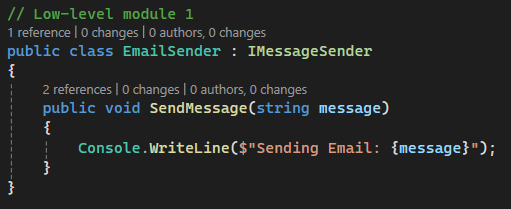 // Low-level module 1
1 reference | 0 changes | 0 authors, 0 changes
public class EmailSender : IMessageSender
{
2 references | 0 changes | 0 authors, 0 changes
public void SendMessage(string message)
{
Console.WriteLine($"Sending Email: {message}");
}
}